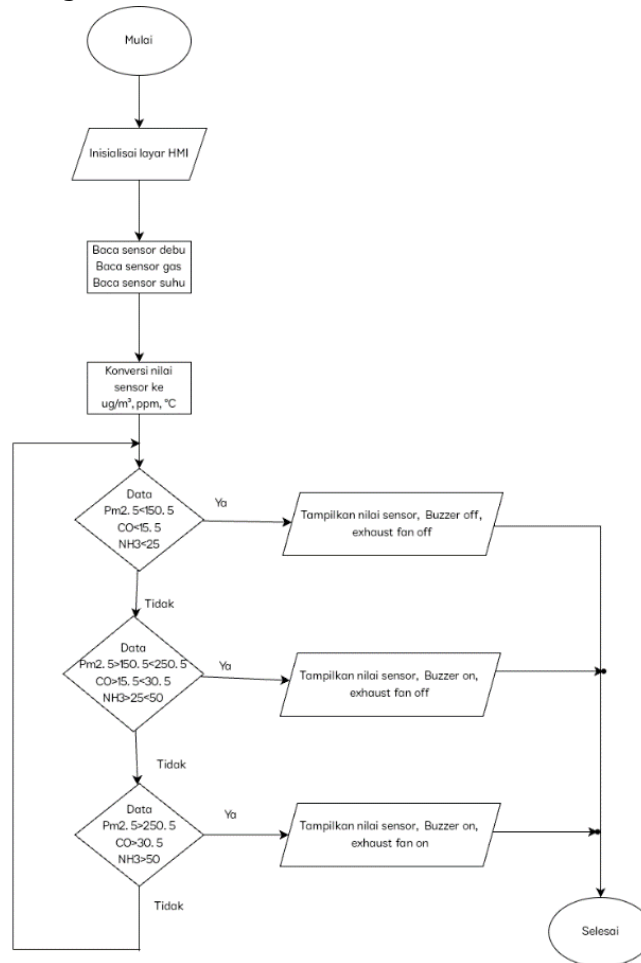 Mulai
Inisialisai layar HMI
Baca sensor debu
Baca sensor gas
Baca sensor suhu
Konversi nilai
sensor ke
ug/m³, ppm, °C
Data
Pm2. 5<150. 5
CO<15. 5
NH3<25
Ya
Tampilkan nilai sensor, Buzzer off,
exhaust fan off
Tidak
Data
Pm2. 5>150. 5<250. 5
CO>15. 5<30. 5
NH3>25<50
Ya
Tampilkan nilai sensor, Buzzer on,
exhaust fan off
Tidak
Data
Pm2. 5>250. 5
CO>30. 5
NH3>50
Ya
Tampilkan nilai sensor, Buzzer on,
exhaust fan on
Tidak
Selesai